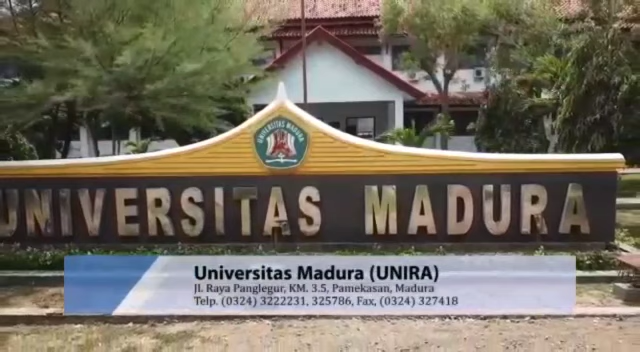 UNIVERSITAS MADURA
UNIVERSITAS MADURA
Universitas Madura (UNIRA)
Jl. Raya Panglegur, KM. 3.5, Pamekasan, Madura
Telp. (0324) 3222231, 325786, Fax, (0324) 327418